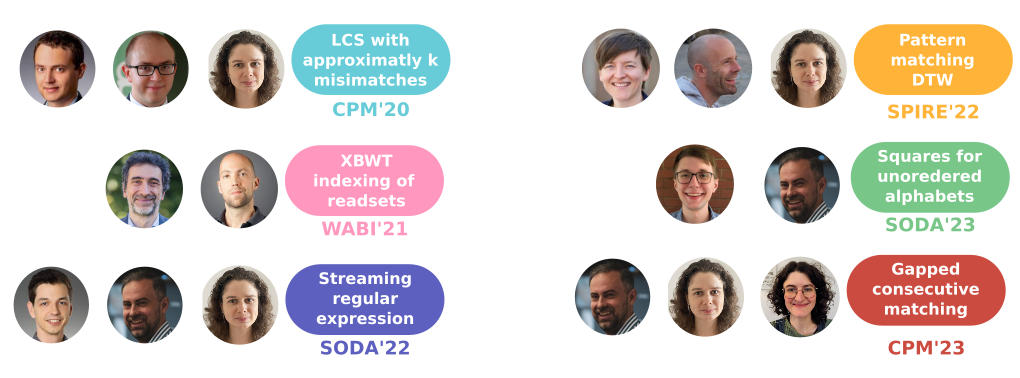 LCS with
approximatly k
misimatches
CPM'20
XBWT
indexing of
readsets
WABI'21
Streaming
regular
expression
SODA'22
Pattern
matching
DTW
SPIRE'22
Squares for
unoredered
alphabets
SODA'23
Gapped
consecutive
matching
CPM'23